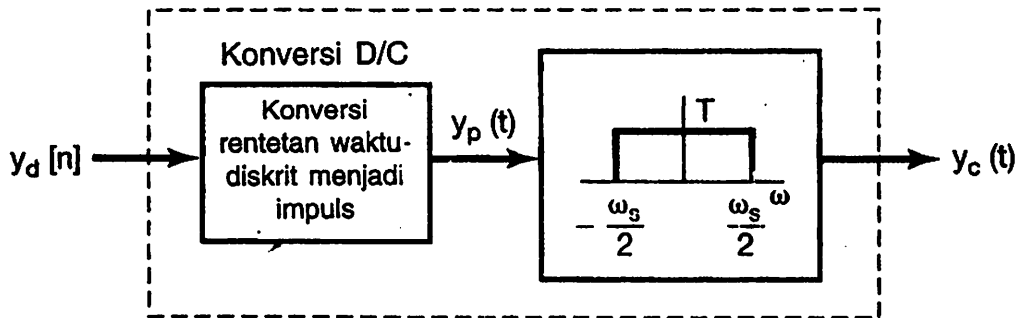 Konversi D/C
Konversi
rentetan waktu-
diskrit menjadi
impuls
y_d [n]
y_p (t)
T
ω
- ω_s/2
ω_s/2
y_c (t)